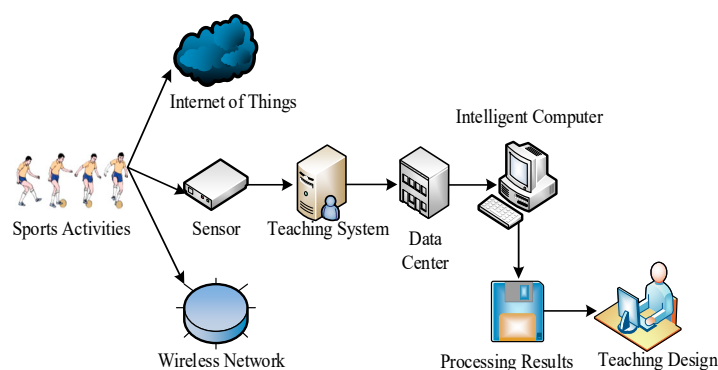 Internet of Things
Intelligent Computer
Sports Activities
Sensor
Teaching System
Data
Center
Wireless Network
Processing Results
Teaching Design